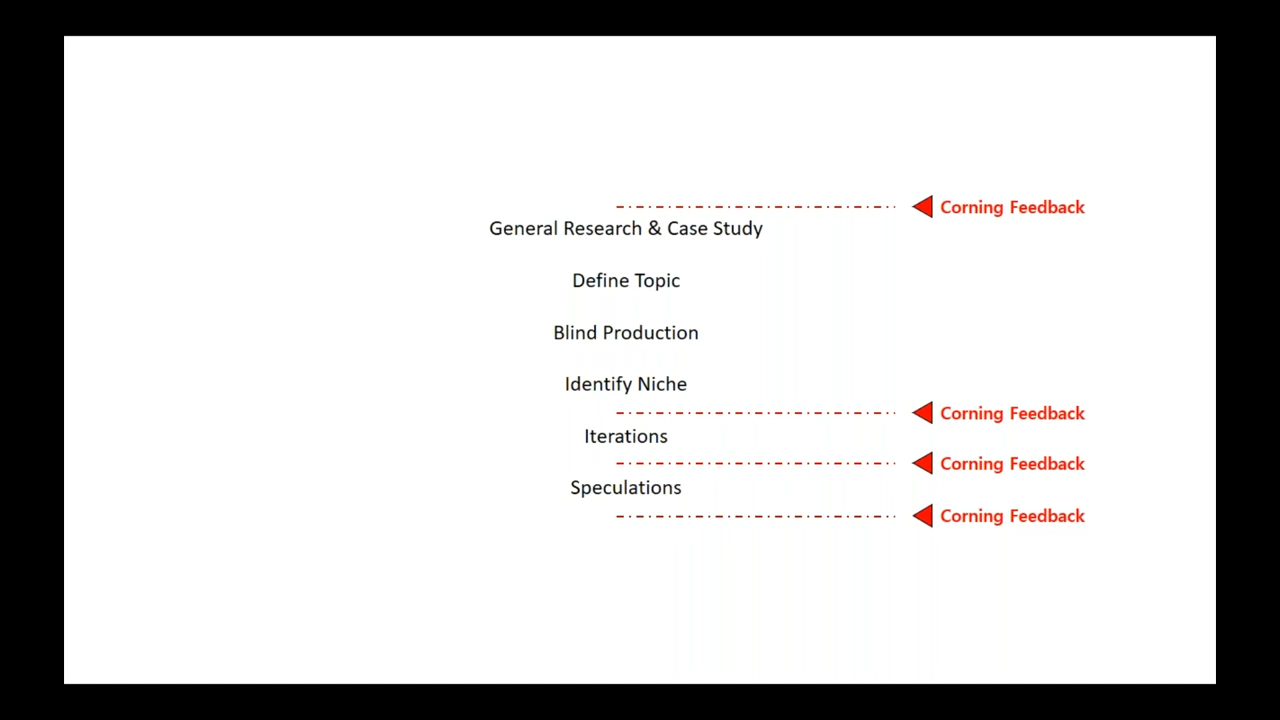 Corning Feedback
General Research & Case Study
Define Topic
Blind Production
Identify Niche
Corning Feedback
Iterations
Corning Feedback
Speculations
Corning Feedback